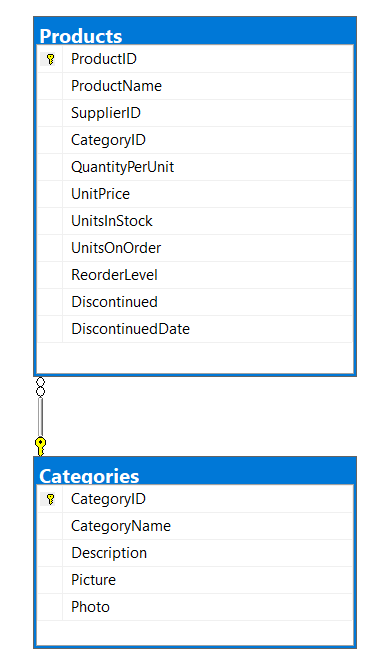 Products
ProductID
ProductName
SupplierID
CategoryID
QuantityPerUnit
UnitPrice
UnitsInStock
UnitsOnOrder
ReorderLevel
Discontinued
DiscontinuedDate
Categories
CategoryID
CategoryName
Description
Picture
Photo